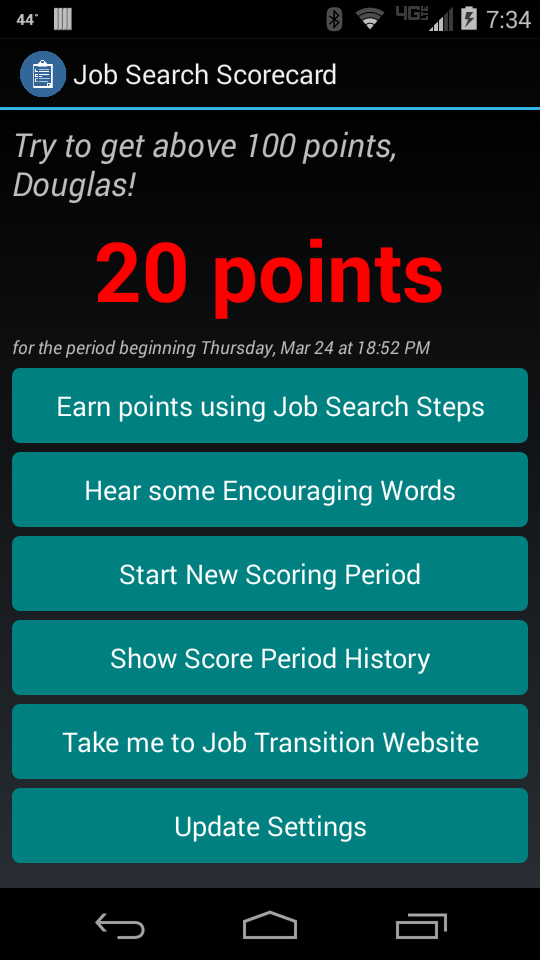 44°
4G LTE
7:34
Job Search Scorecard
Try to get above 100 points,
Douglas!
20 points
for the period beginning Thursday, Mar 24 at 18:52 PM
Earn points using Job Search Steps
Hear some Encouraging Words
Start New Scoring Period
Show Score Period History
Take me to Job Transition Website
Update Settings